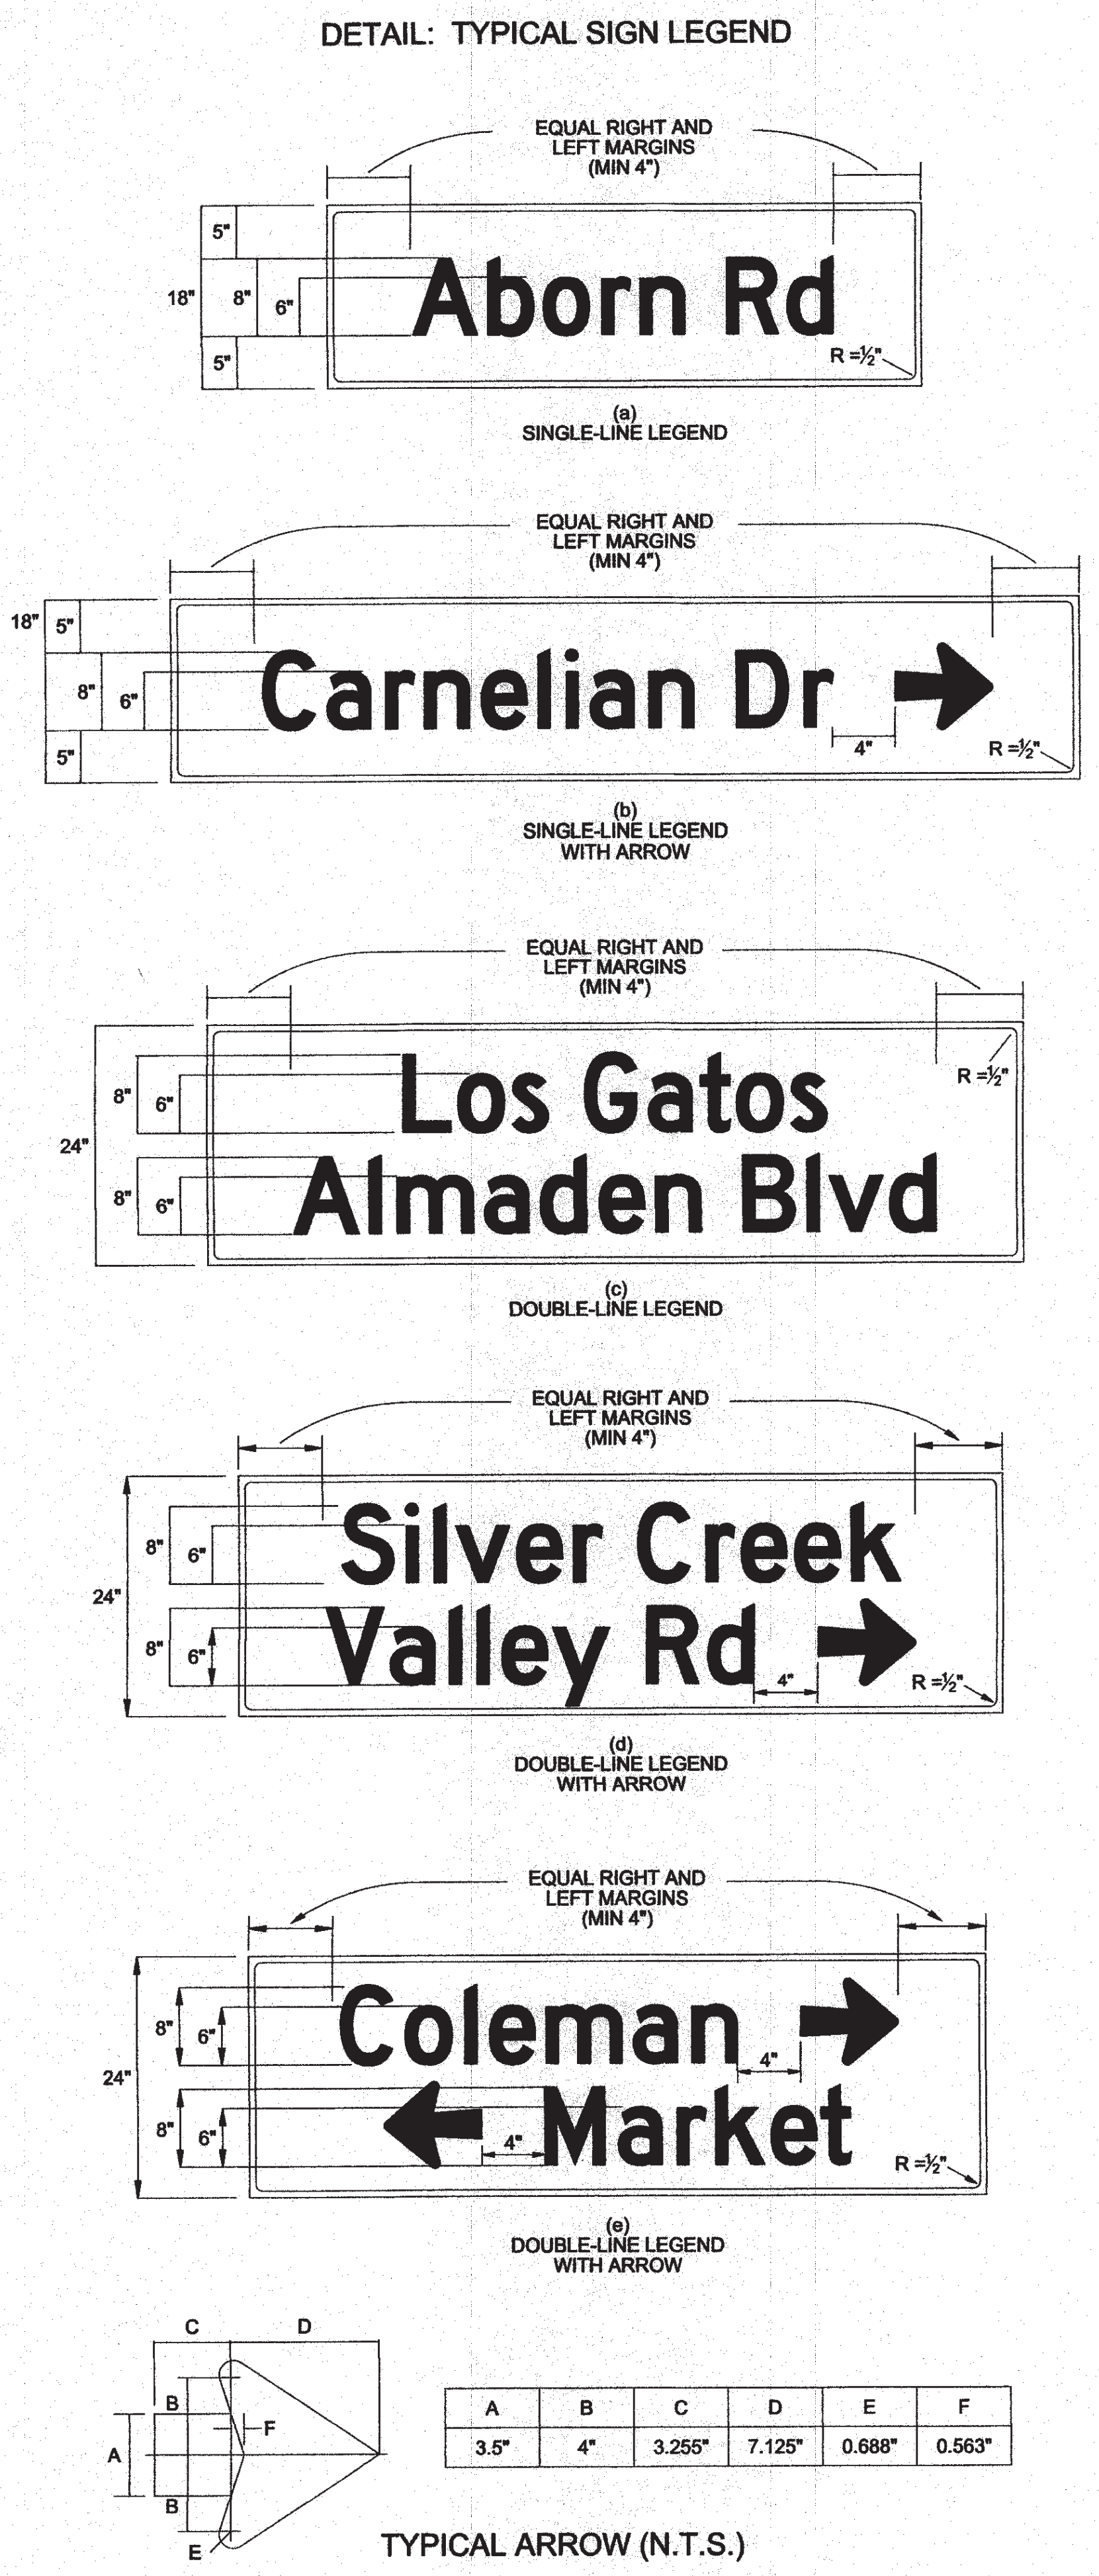 DETAIL: TYPICAL SIGN LEGEND
EQUAL RIGHT AND
LEFT MARGINS
(MIN 4")
5"
18"
8"
6"
5"
Aborn Rd
R =½"
(a)
SINGLE-LINE LEGEND
EQUAL RIGHT AND
LEFT MARGINS
(MIN 4")
18"
5"
8"
6"
5"
Carnelian Dr
4"
R =½"
(b)
SINGLE-LINE LEGEND
WITH ARROW
EQUAL RIGHT AND
LEFT MARGINS
(MIN 4")
R =½"
8"
6"
24"
8"
6"
Los Gatos
Almaden Blvd
(c)
DOUBLE-LINE LEGEND
EQUAL RIGHT AND
LEFT MARGINS
(MIN 4")
8"
6"
24"
8"
6"
Silver Creek
Valley Rd
4"
R =½"
(d)
DOUBLE-LINE LEGEND
WITH ARROW
EQUAL RIGHT AND
LEFT MARGINS
(MIN 4")
8"
6"
24"
8"
6"
Coleman
4"
4"
Market
R =½"
(e)
DOUBLE-LINE LEGEND
WITH ARROW
C D
B
F
A
B
E
A B C D E F
3.5" 4" 3.255" 7.125" 0.688" 0.563"
TYPICAL ARROW (N.T.S.)